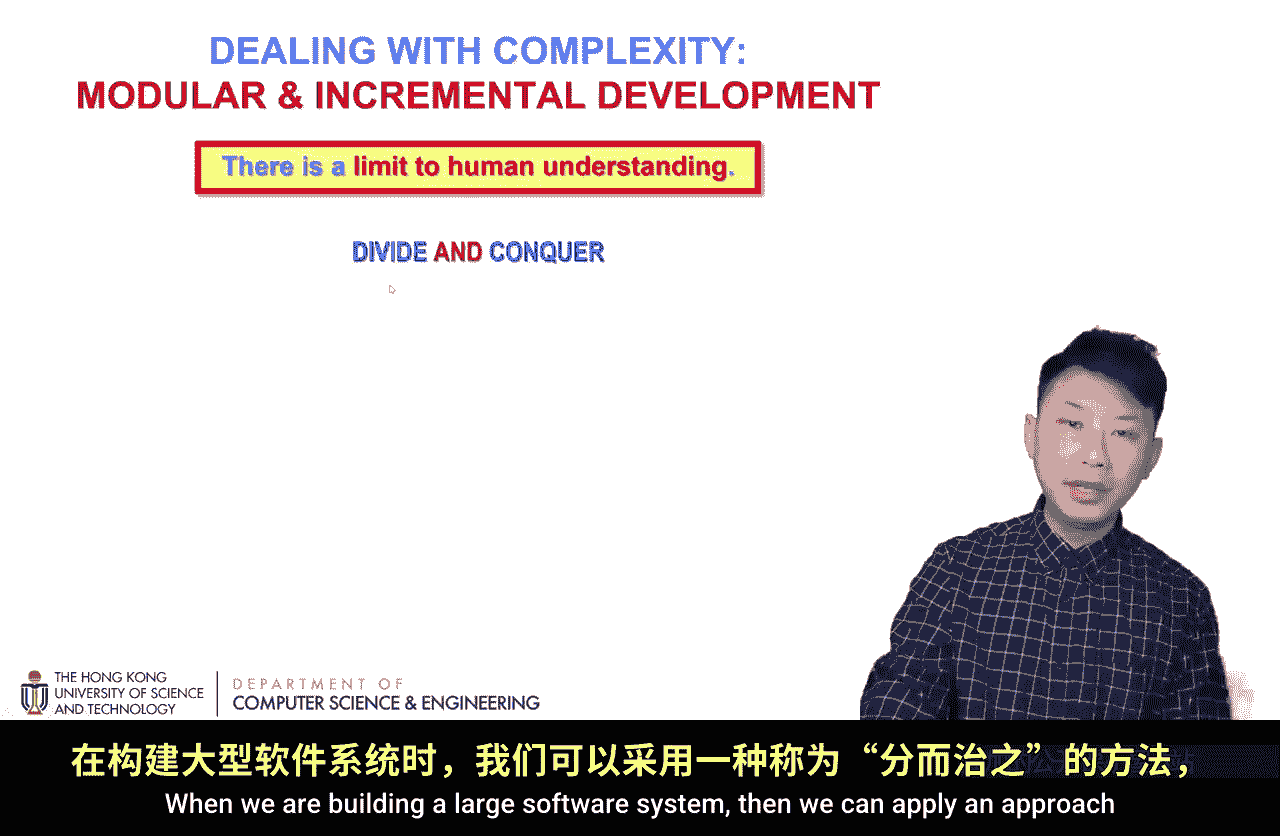 DEALING WITH COMPLEXITY:
MODULAR & INCREMENTAL DEVELOPMENT
There is a limit to human understanding.
DIVIDE AND CONQUER
THE HONG KONG
UNIVERSITY OF SCIENCE
AND TECHNOLOGY
DEPARTMENT OF
COMPUTER SCIENCE & ENGINEERING
在构建大型软件系统时，我们可以采用一种称为“分而治之”的方法，
When we are building a large software system, then we can apply an approach